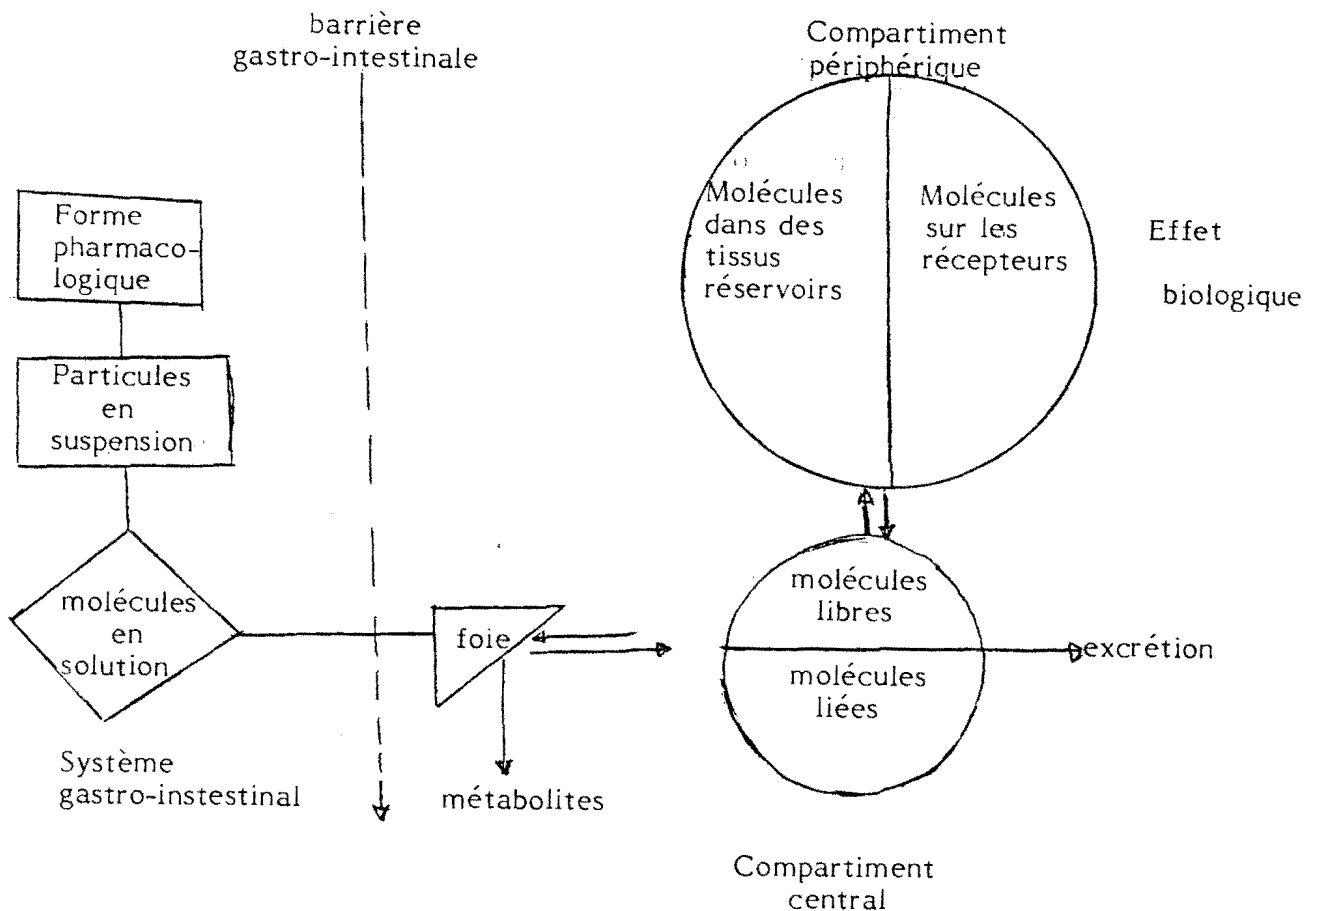 barrière
gastro-intestinale
Compartiment
périphérique
Forme
pharmaco-
logique
Particules
en
suspension
molécules
en
solution
Système
gastro-instestinal
foie
métabolites
Molécules
dans des
tissus
réservoirs
Molécules
sur les
récepteurs
Effet
biologique
molécules
libres
molécules
liées
excrétion
Compartiment
central